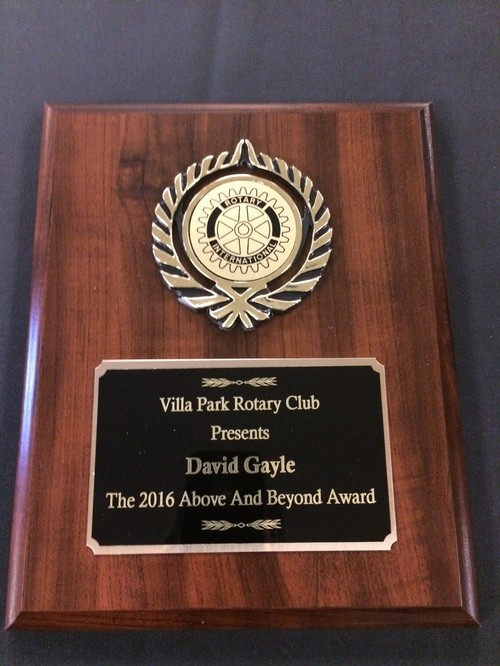 ROTARY
INTERNATIONAL
Villa Park Rotary Club
Presents
David Gayle
The 2016 Above And Beyond Award